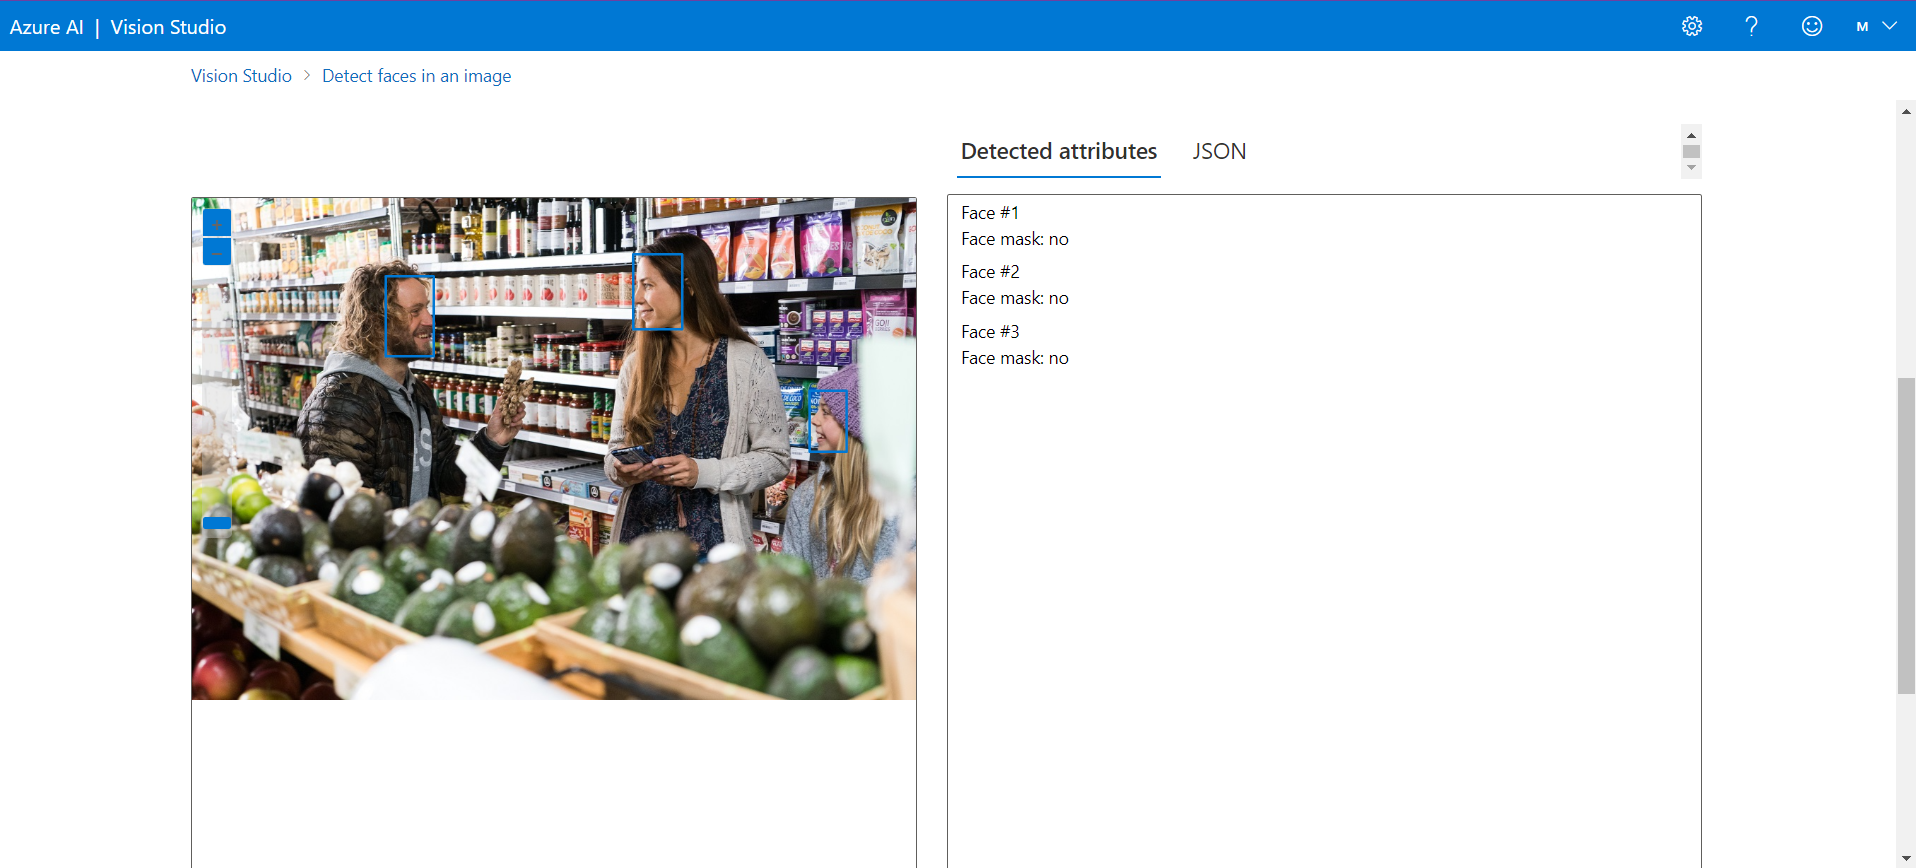 Azure AI | Vision Studio
M
Vision Studio > Detect faces in an image
Detected attributes
JSON
Face #1
Face mask: no
Face #2
Face mask: no
Face #3
Face mask: no